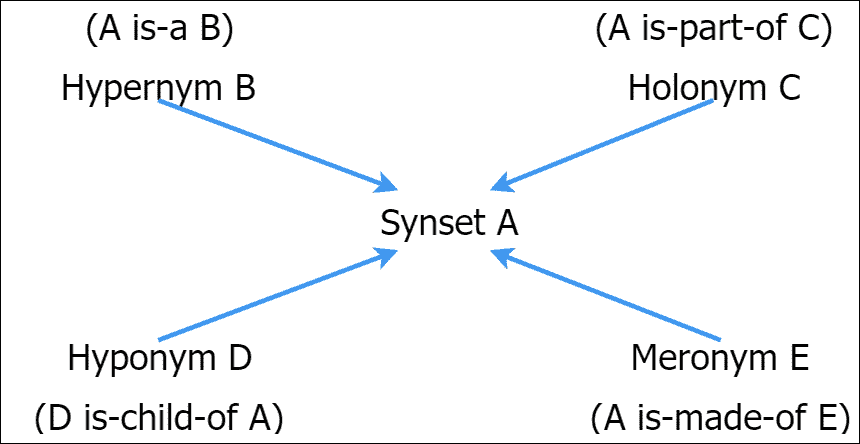 (A is-a B)
Hypernym B
(A is-part-of C)
Holonym C
Synset A
Hyponym D
(D is-child-of A)
Meronym E
(A is-made-of E)